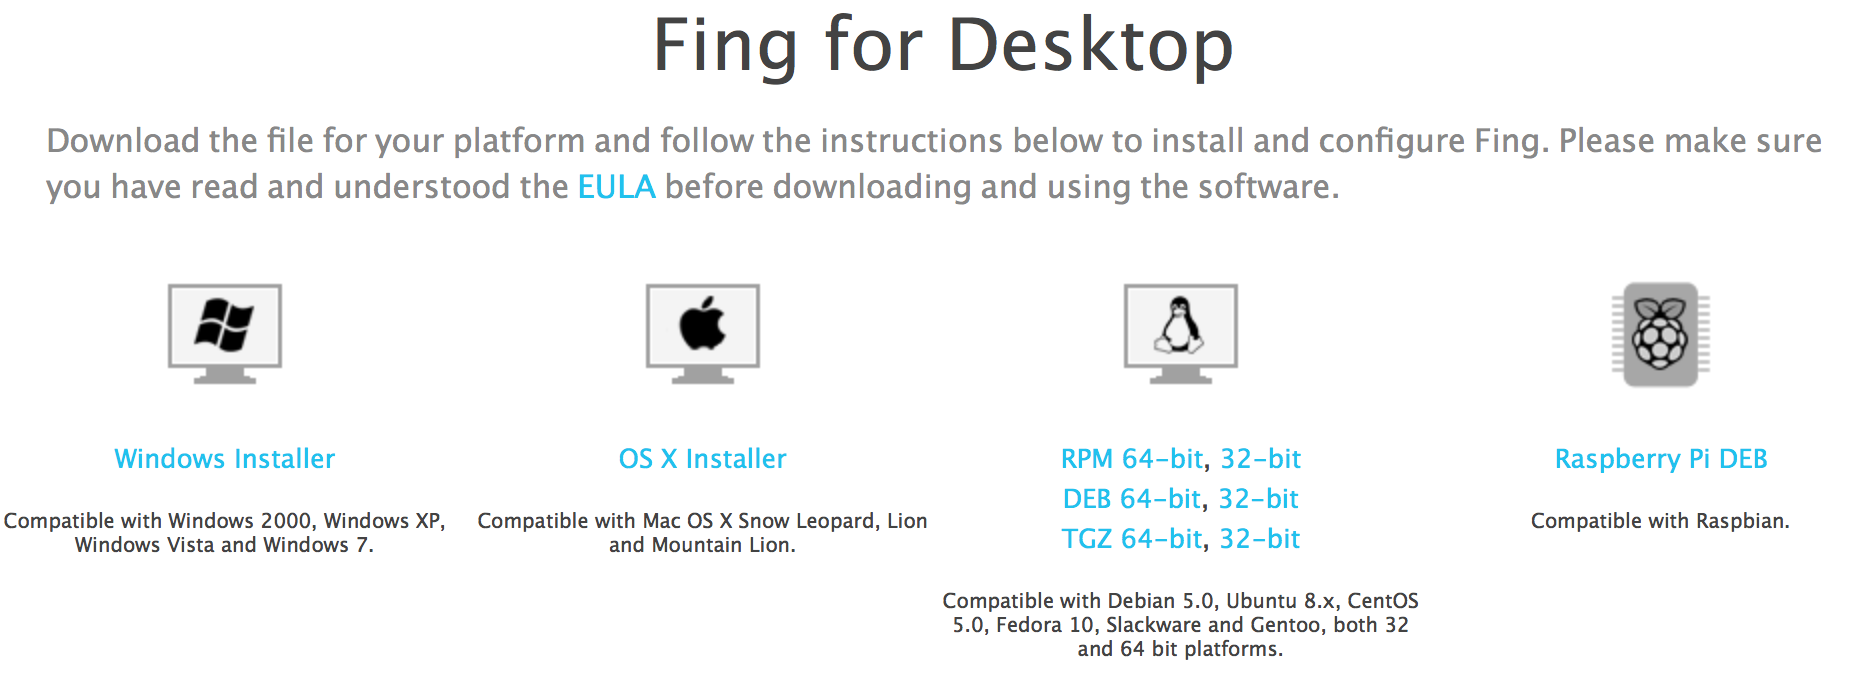 Fing for Desktop
Download the file for your platform and follow the instructions below to install and configure Fing. Please make sure
you have read and understood the EULA before downloading and using the software.
Windows Installer
Compatible with Windows 2000, Windows XP,
Windows Vista and Windows 7.
OS X Installer
Compatible with Mac OS X Snow Leopard, Lion
and Mountain Lion.
RPM 64-bit, 32-bit
DEB 64-bit, 32-bit
TGZ 64-bit, 32-bit
Compatible with Debian 5.0, Ubuntu 8.x, CentOS
5.0, Fedora 10, Slackware and Gentoo, both 32
and 64 bit platforms.
Raspberry Pi DEB
Compatible with Raspbian.